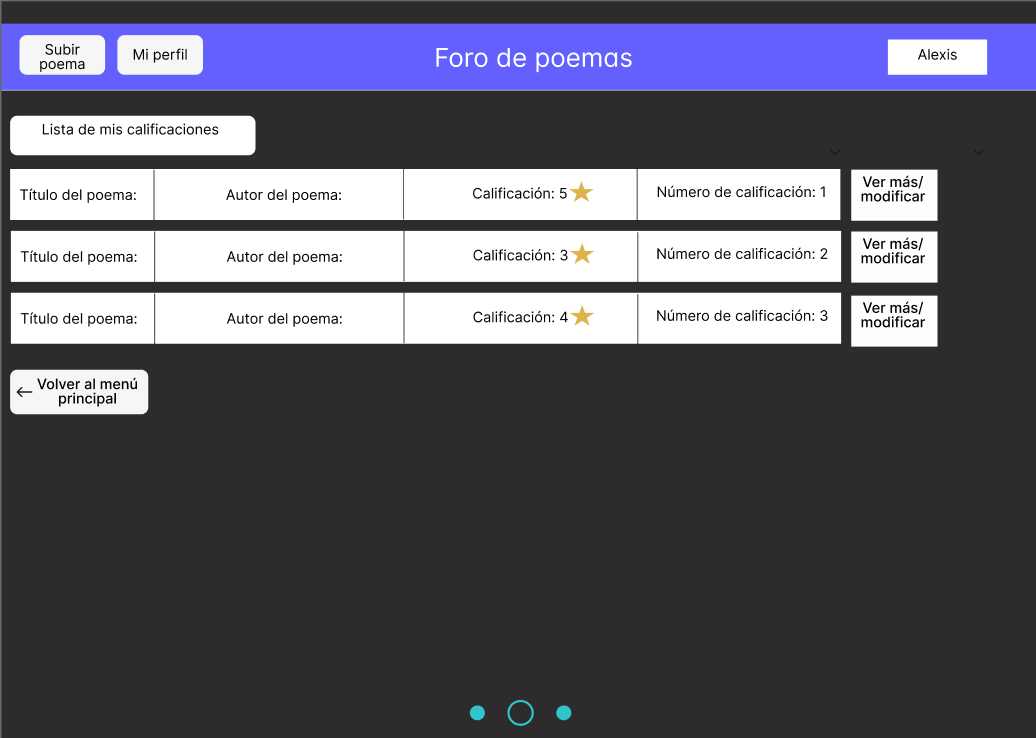 Subir
poema
Mi perfil
Foro de poemas
Alexis
Lista de mis calificaciones
Título del poema:
Autor del poema:
Calificación: 5
Número de calificación: 1
Ver más/
modificar
Título del poema:
Autor del poema:
Calificación: 3
Número de calificación: 2
Ver más/
modificar
Título del poema:
Autor del poema:
Calificación: 4
Número de calificación: 3
Ver más/
modificar
Volver al menú
principal